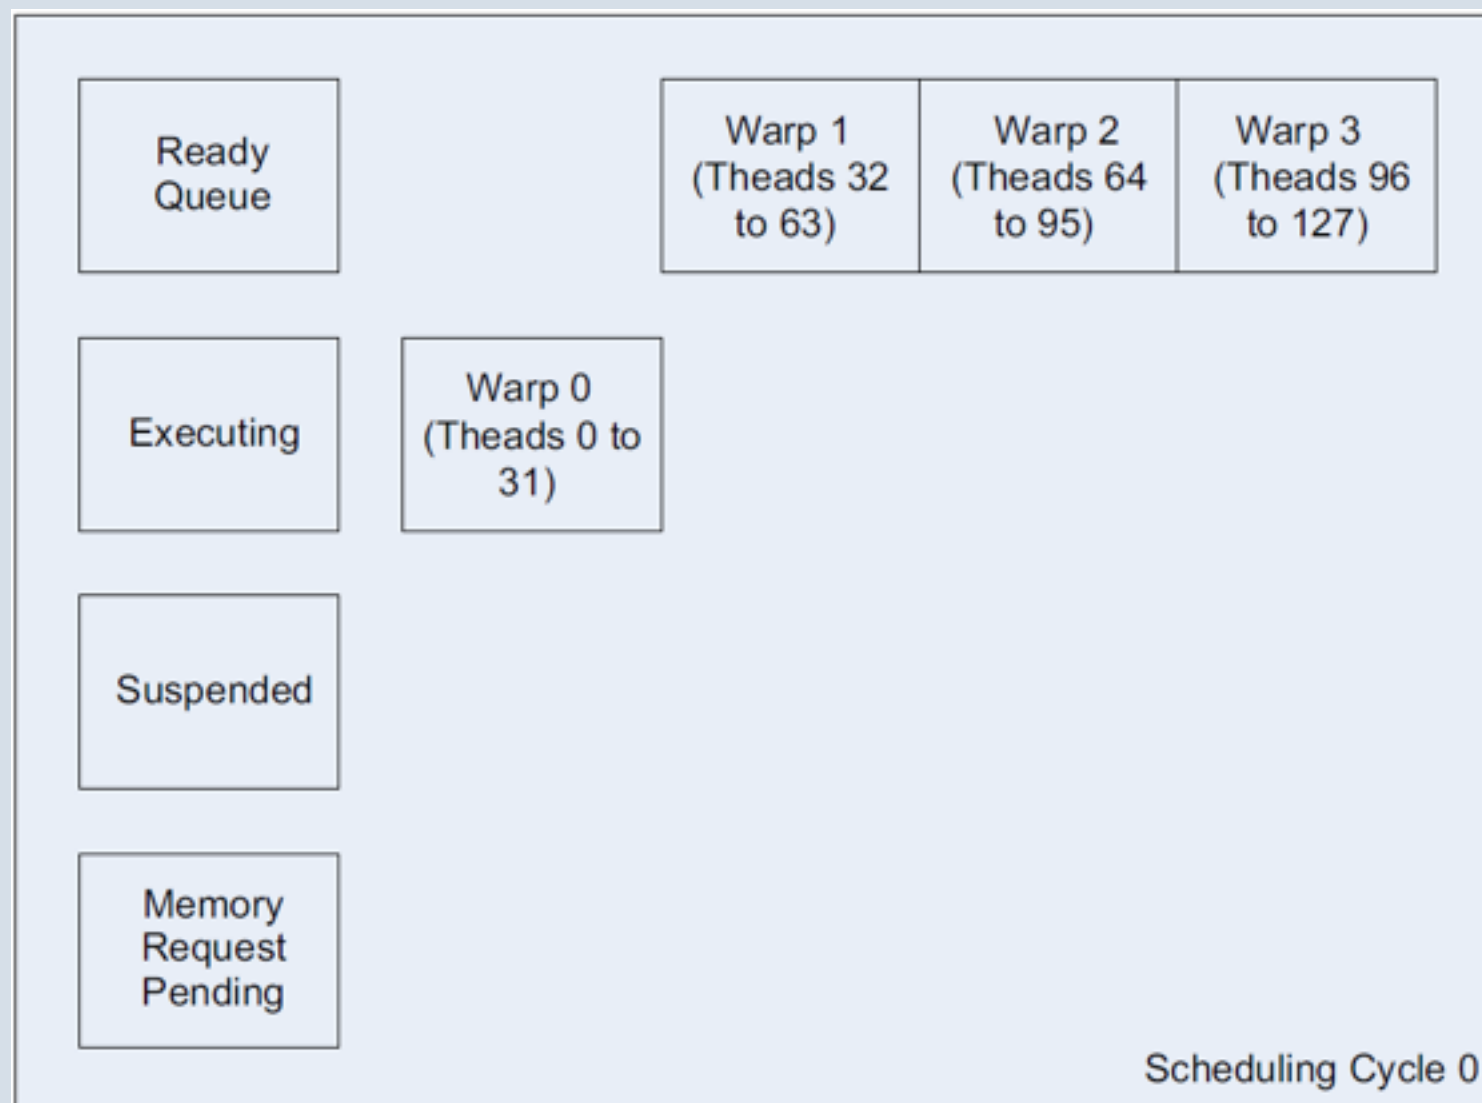 Ready
Queue
Warp 1
(Theads 32
to 63)
Warp 2
(Theads 64
to 95)
Warp 3
(Theads 96
to 127)
Executing
Warp 0
(Theads 0 to
31)
Suspended
Memory
Request
Pending
Scheduling Cycle 0